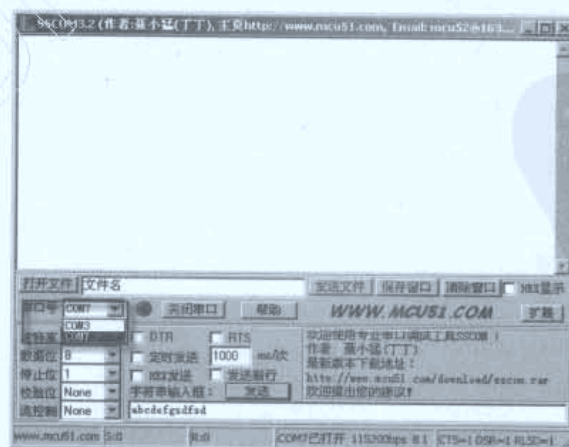 SSCOM3.2 (作者:聂小猛(丁丁), 主页http://www.mcu51.com, Email: mcu52@163...
打开文件 文件名 发送文件 保存窗口 清除窗口 HEX显示
串口号 COM7 关闭串口 帮助 WWW.MCU51.COM 扩展
COM3
COM7
波特率 DTR RTS
数据位 8 定时发送 1000 ms/次
停止位 1 HEX发送 发送新行
校验位 None 字符串输入框: 发送
流控制 None abcdefgsdfsd
欢迎使用专业串口调试工具SSCOM !
作者 聂小猛(丁丁)
最新版本下载地址:
http://www.mcu51.com/download/sscom.rar
欢迎提出您的建议!
www.mcu51.com S:0 R:0 COM7已打开 115200bps 8 1 CTS=1 DSR=1 RLSD=1